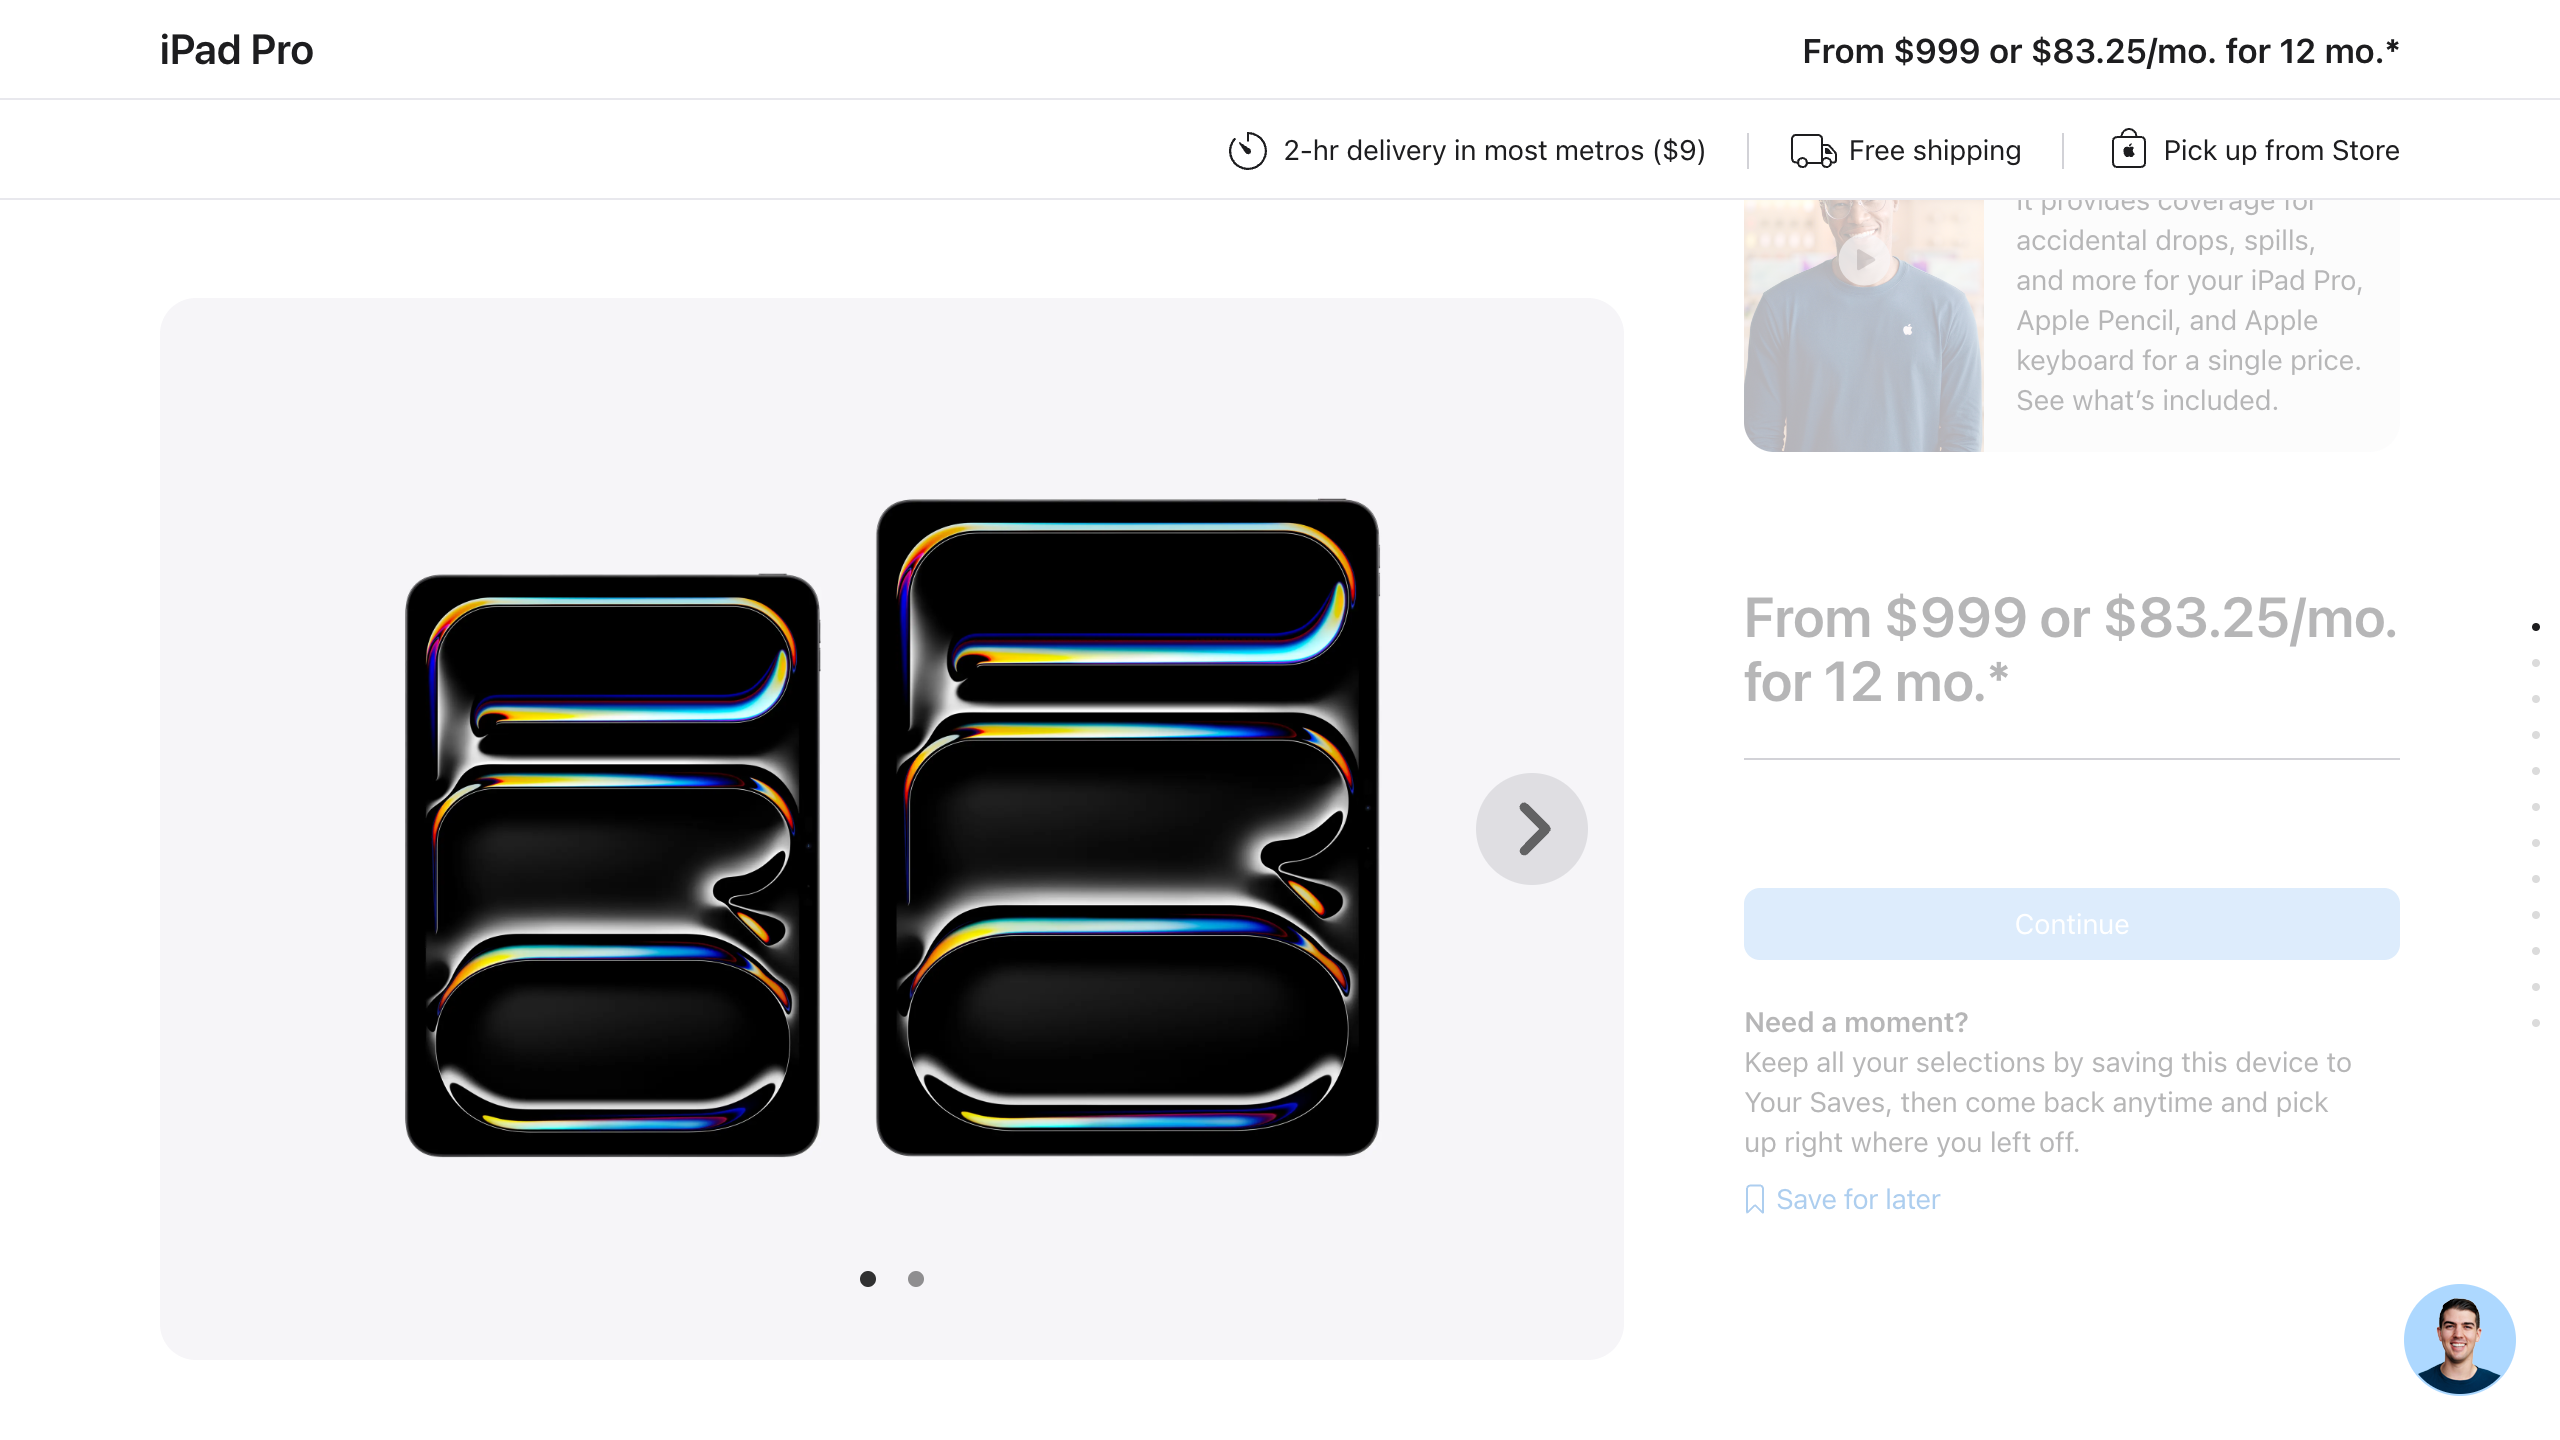 iPad Pro
From $999 or $83.25/mo. for 12 mo.*
2-hr delivery in most metros ($9)
Free shipping
Pick up from Store
It provides coverage for
accidental drops, spills,
and more for your iPad Pro,
Apple Pencil, and Apple
keyboard for a single price.
See what’s included.
From $999 or $83.25/mo.
for 12 mo.*
Continue
Need a moment?
Keep all your selections by saving this device to
Your Saves, then come back anytime and pick
up right where you left off.
Save for later